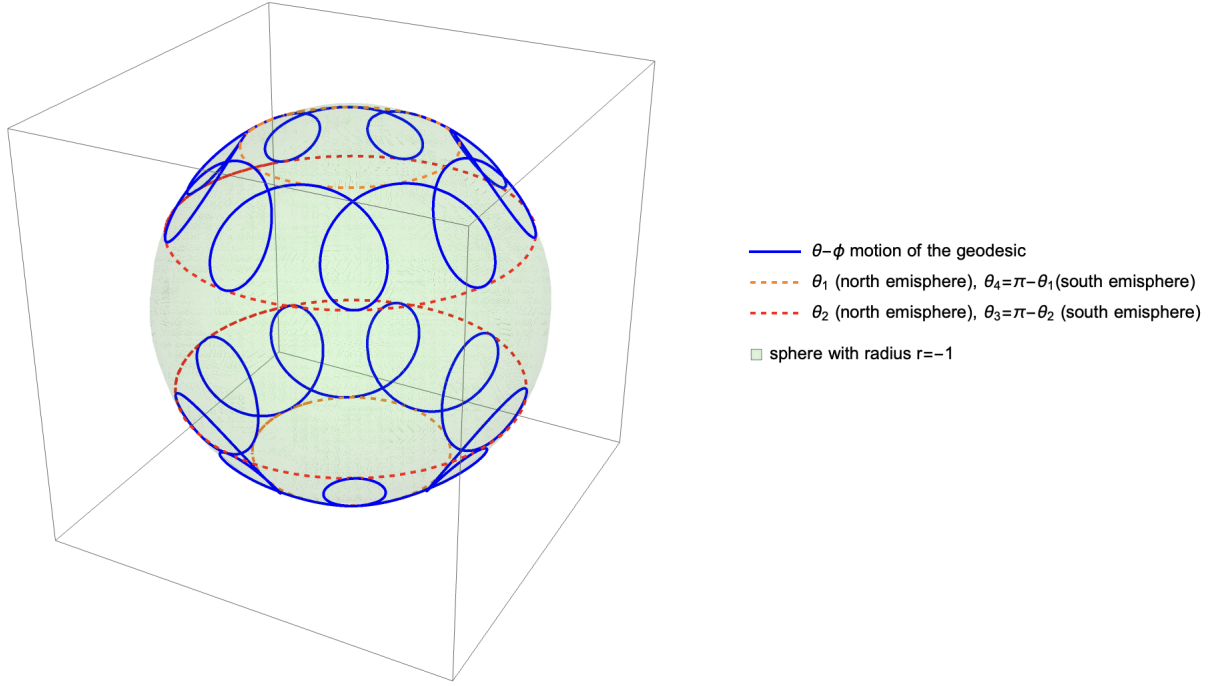 θ−ϕ motion of the geodesic
θ₁ (north emisphere), θ₄=π−θ₁(south emisphere)
θ₂ (north emisphere), θ₃=π−θ₂ (south emisphere)
sphere with radius r=−1